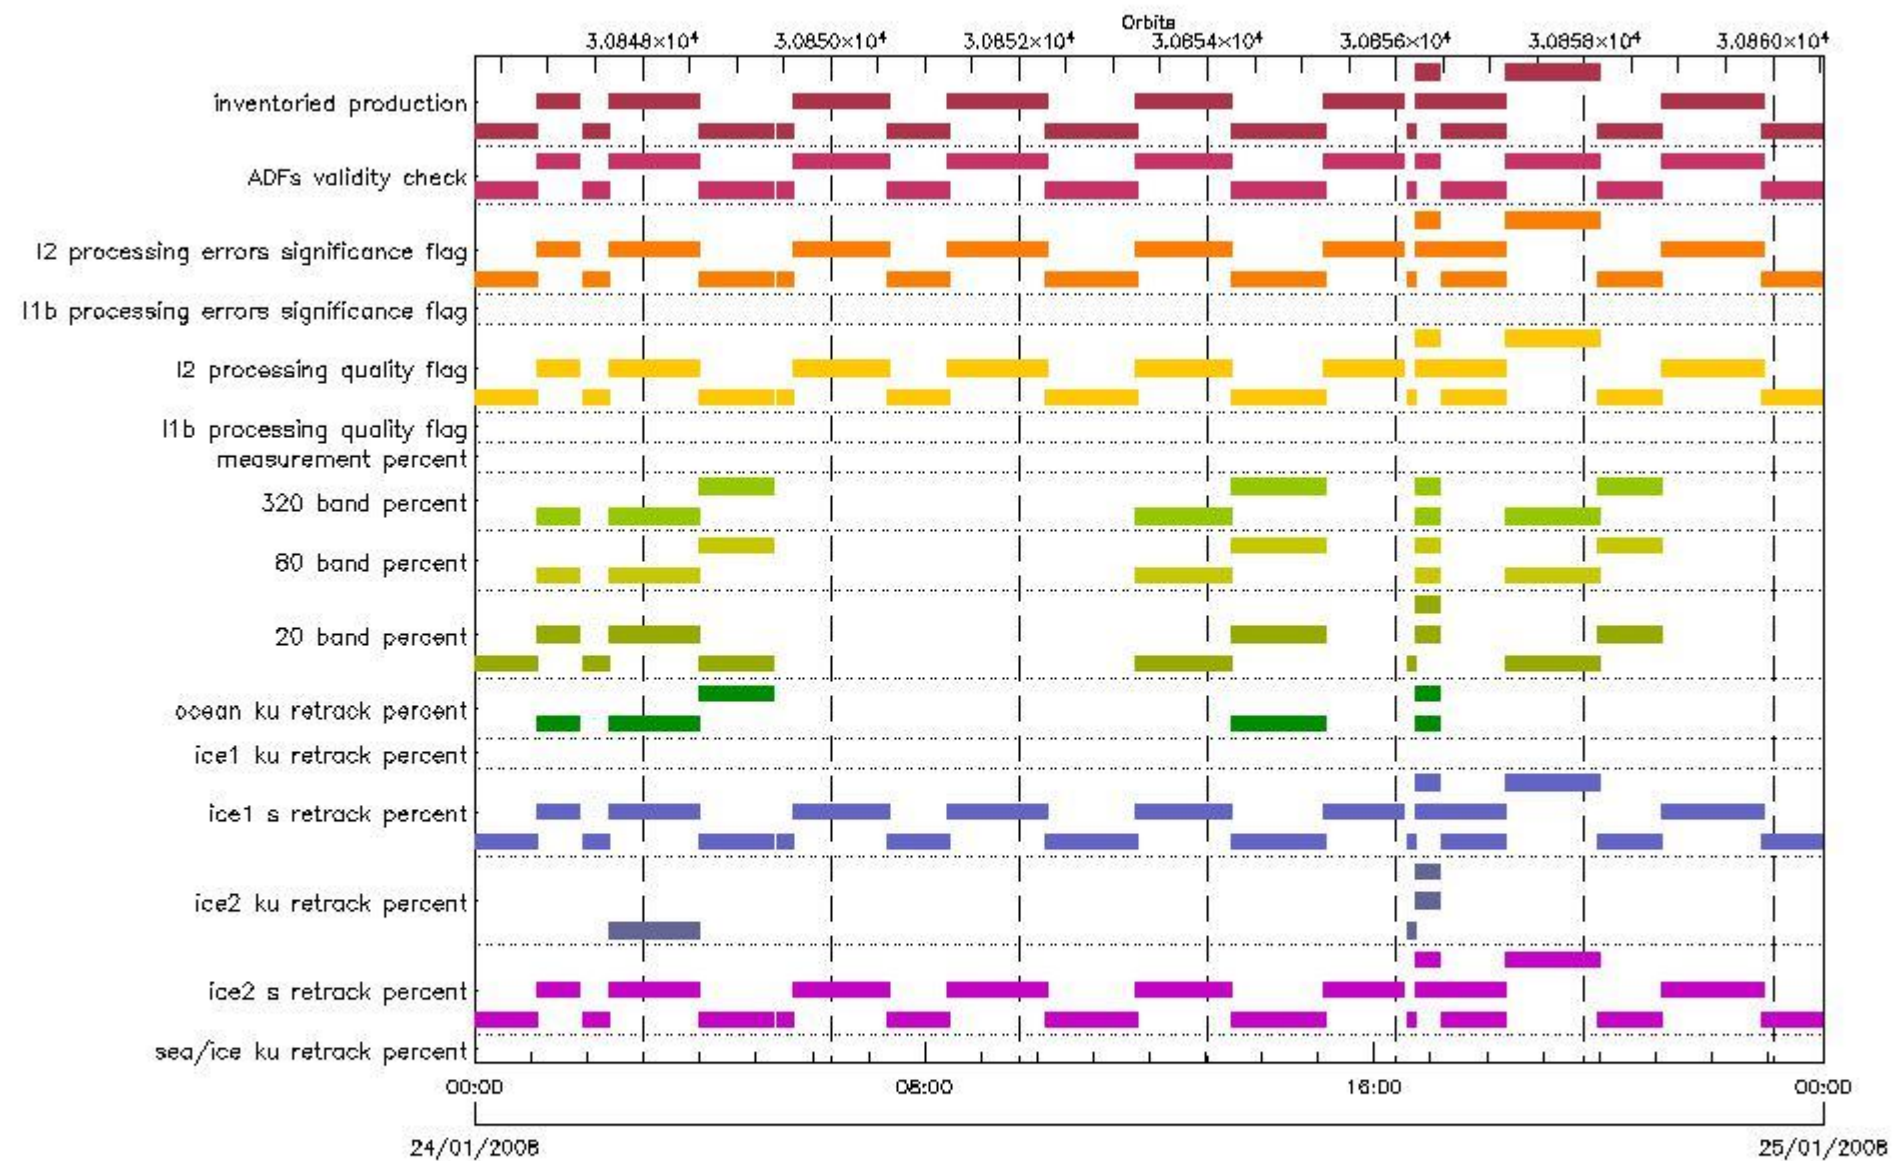 Orbits
3.0848×10⁴ 3.0850×10⁴ 3.0852×10⁴ 3.0854×10⁴ 3.0856×10⁴ 3.0858×10⁴ 3.0860×10⁴
inventoried production
ADFs validity check
l2 processing errors significance flag
l1b processing errors significance flag
l2 processing quality flag
l1b processing quality flag
measurement percent
320 band percent
80 band percent
20 band percent
ocean ku retrack percent
ice1 ku retrack percent
ice1 s retrack percent
ice2 ku retrack percent
ice2 s retrack percent
sea/ice ku retrack percent
00:00 08:00 16:00 00:00
24/01/2008 25/01/2008